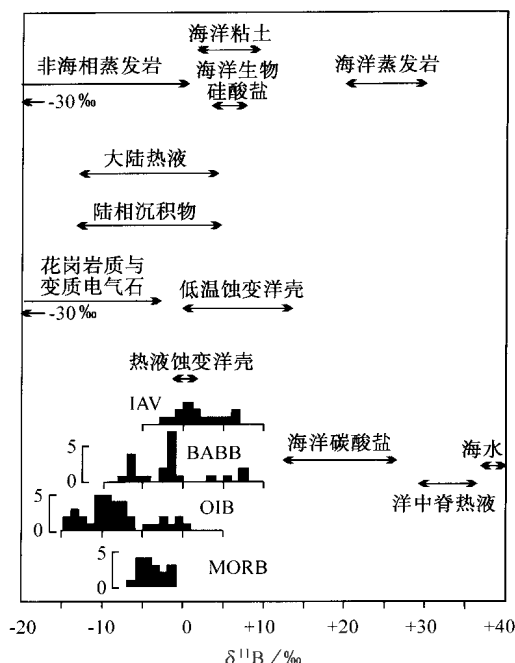 海洋粘土
非海相蒸发岩
海洋生物
硅酸盐
海洋蒸发岩
-30‰
大陆热液
陆相沉积物
花岗岩质与
变质电气石
低温蚀变洋壳
-30‰
热液蚀变洋壳
IAV
5
0
BABB
海洋碳酸盐
海水
洋中脊热液
5
0
OIB
5
0
MORB
-20 -10 0 +10 +20 +30 +40
δ¹¹B / ‰